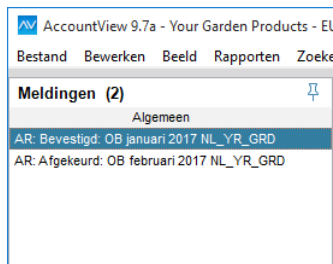 AccountView 9.7a - Your Garden Products - EU
Bestand Bewerken Beeld Rapporten Zoeke
Meldingen (2)
Algemeen
AR: Bevestigd: OB januari 2017 NL_YR_GRD
AR: Afgekeurd: OB februari 2017 NL_YR_GRD